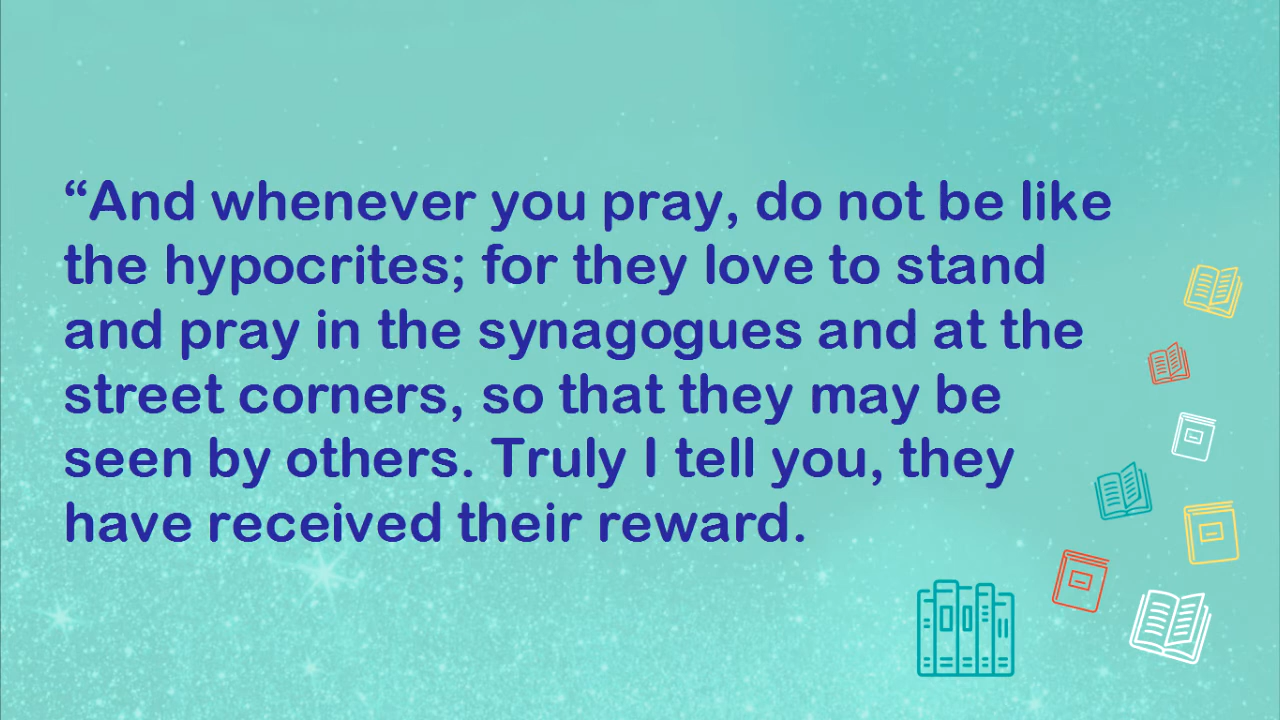 “And whenever you pray, do not be like
the hypocrites; for they love to stand
and pray in the synagogues and at the
street corners, so that they may be
seen by others. Truly I tell you, they
have received their reward.